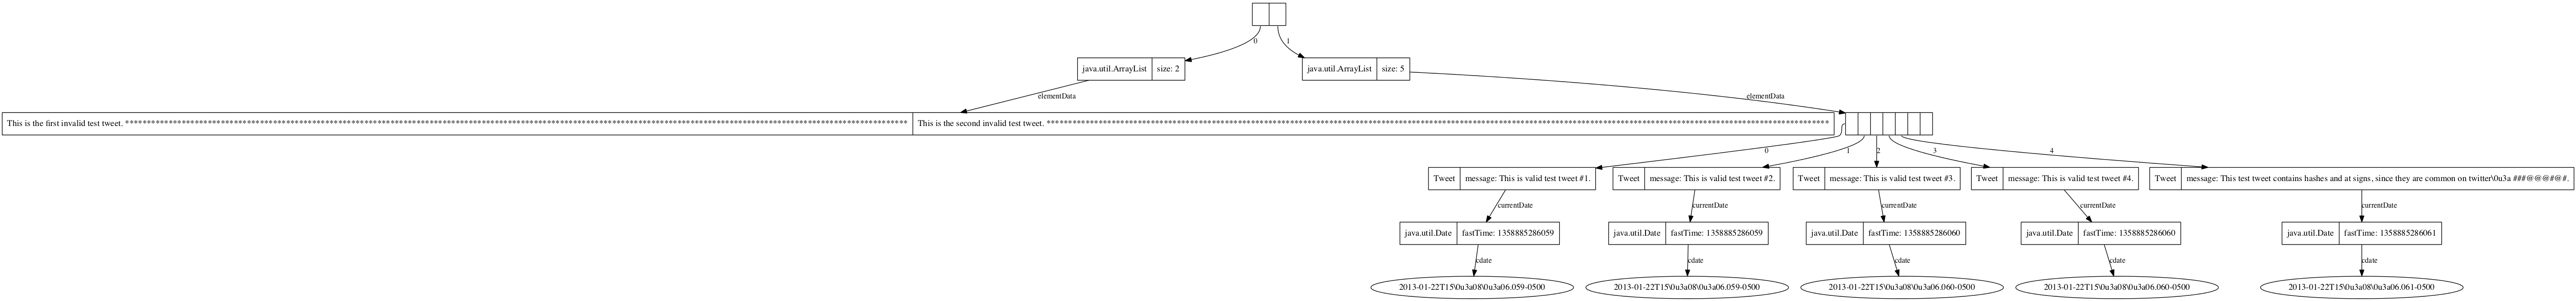 0
1
java.util.ArrayList
size: 2
java.util.ArrayList
size: 5
elementData
elementData
This is the first invalid test tweet.
This is the second invalid test tweet.
0
1
2
3
4
Tweet
message: This is valid test tweet #1.
Tweet
message: This is valid test tweet #2.
Tweet
message: This is valid test tweet #3.
Tweet
message: This is valid test tweet #4.
Tweet
message: This test tweet contains hashes and at signs, since they are common on twitter\0u3a ###@@@#@#.
currentDate
currentDate
currentDate
currentDate
currentDate
java.util.Date
fastTime: 1358885286059
java.util.Date
fastTime: 1358885286059
java.util.Date
fastTime: 1358885286060
java.util.Date
fastTime: 1358885286060
java.util.Date
fastTime: 1358885286061
cdate
cdate
cdate
cdate
cdate
2013-01-22T15\0u3a08\0u3a06.059-0500
2013-01-22T15\0u3a08\0u3a06.059-0500
2013-01-22T15\0u3a08\0u3a06.060-0500
2013-01-22T15\0u3a08\0u3a06.060-0500
2013-01-22T15\0u3a08\0u3a06.061-0500